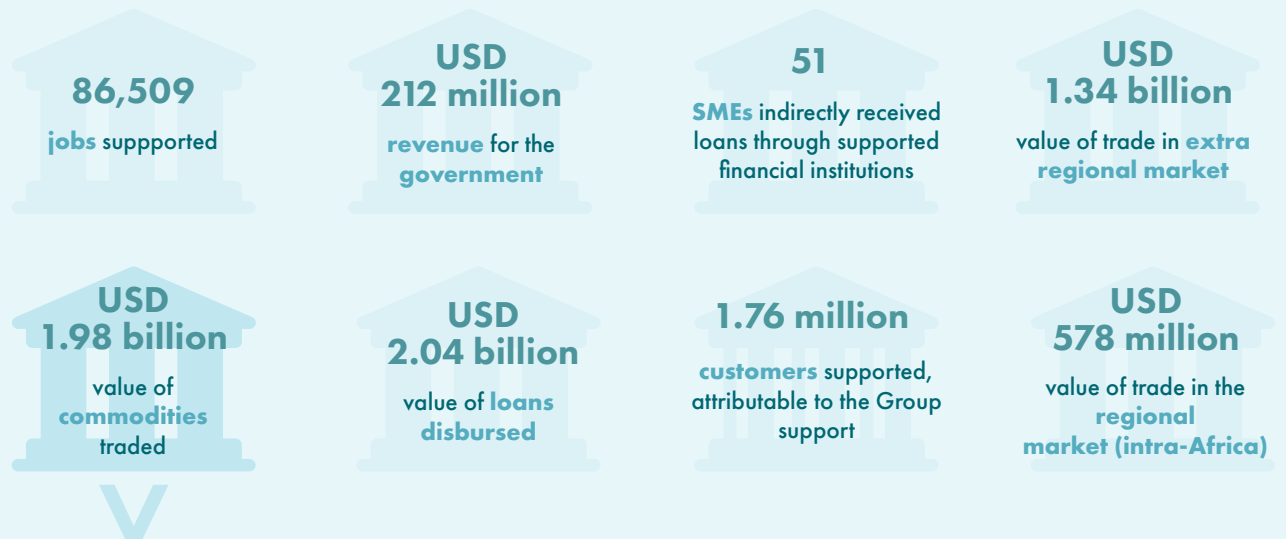 86,509
jobs suppported
USD
212 million
revenue for the
government
51
SMEs indirectly received
loans through supported
financial institutions
USD
1.34 billion
value of trade in extra
regional market
USD
1.98 billion
value of
commodities
traded
USD
2.04 billion
value of loans
disbursed
1.76 million
customers supported,
attributable to the Group
support
USD
578 million
value of trade in the
regional
market (intra-Africa)